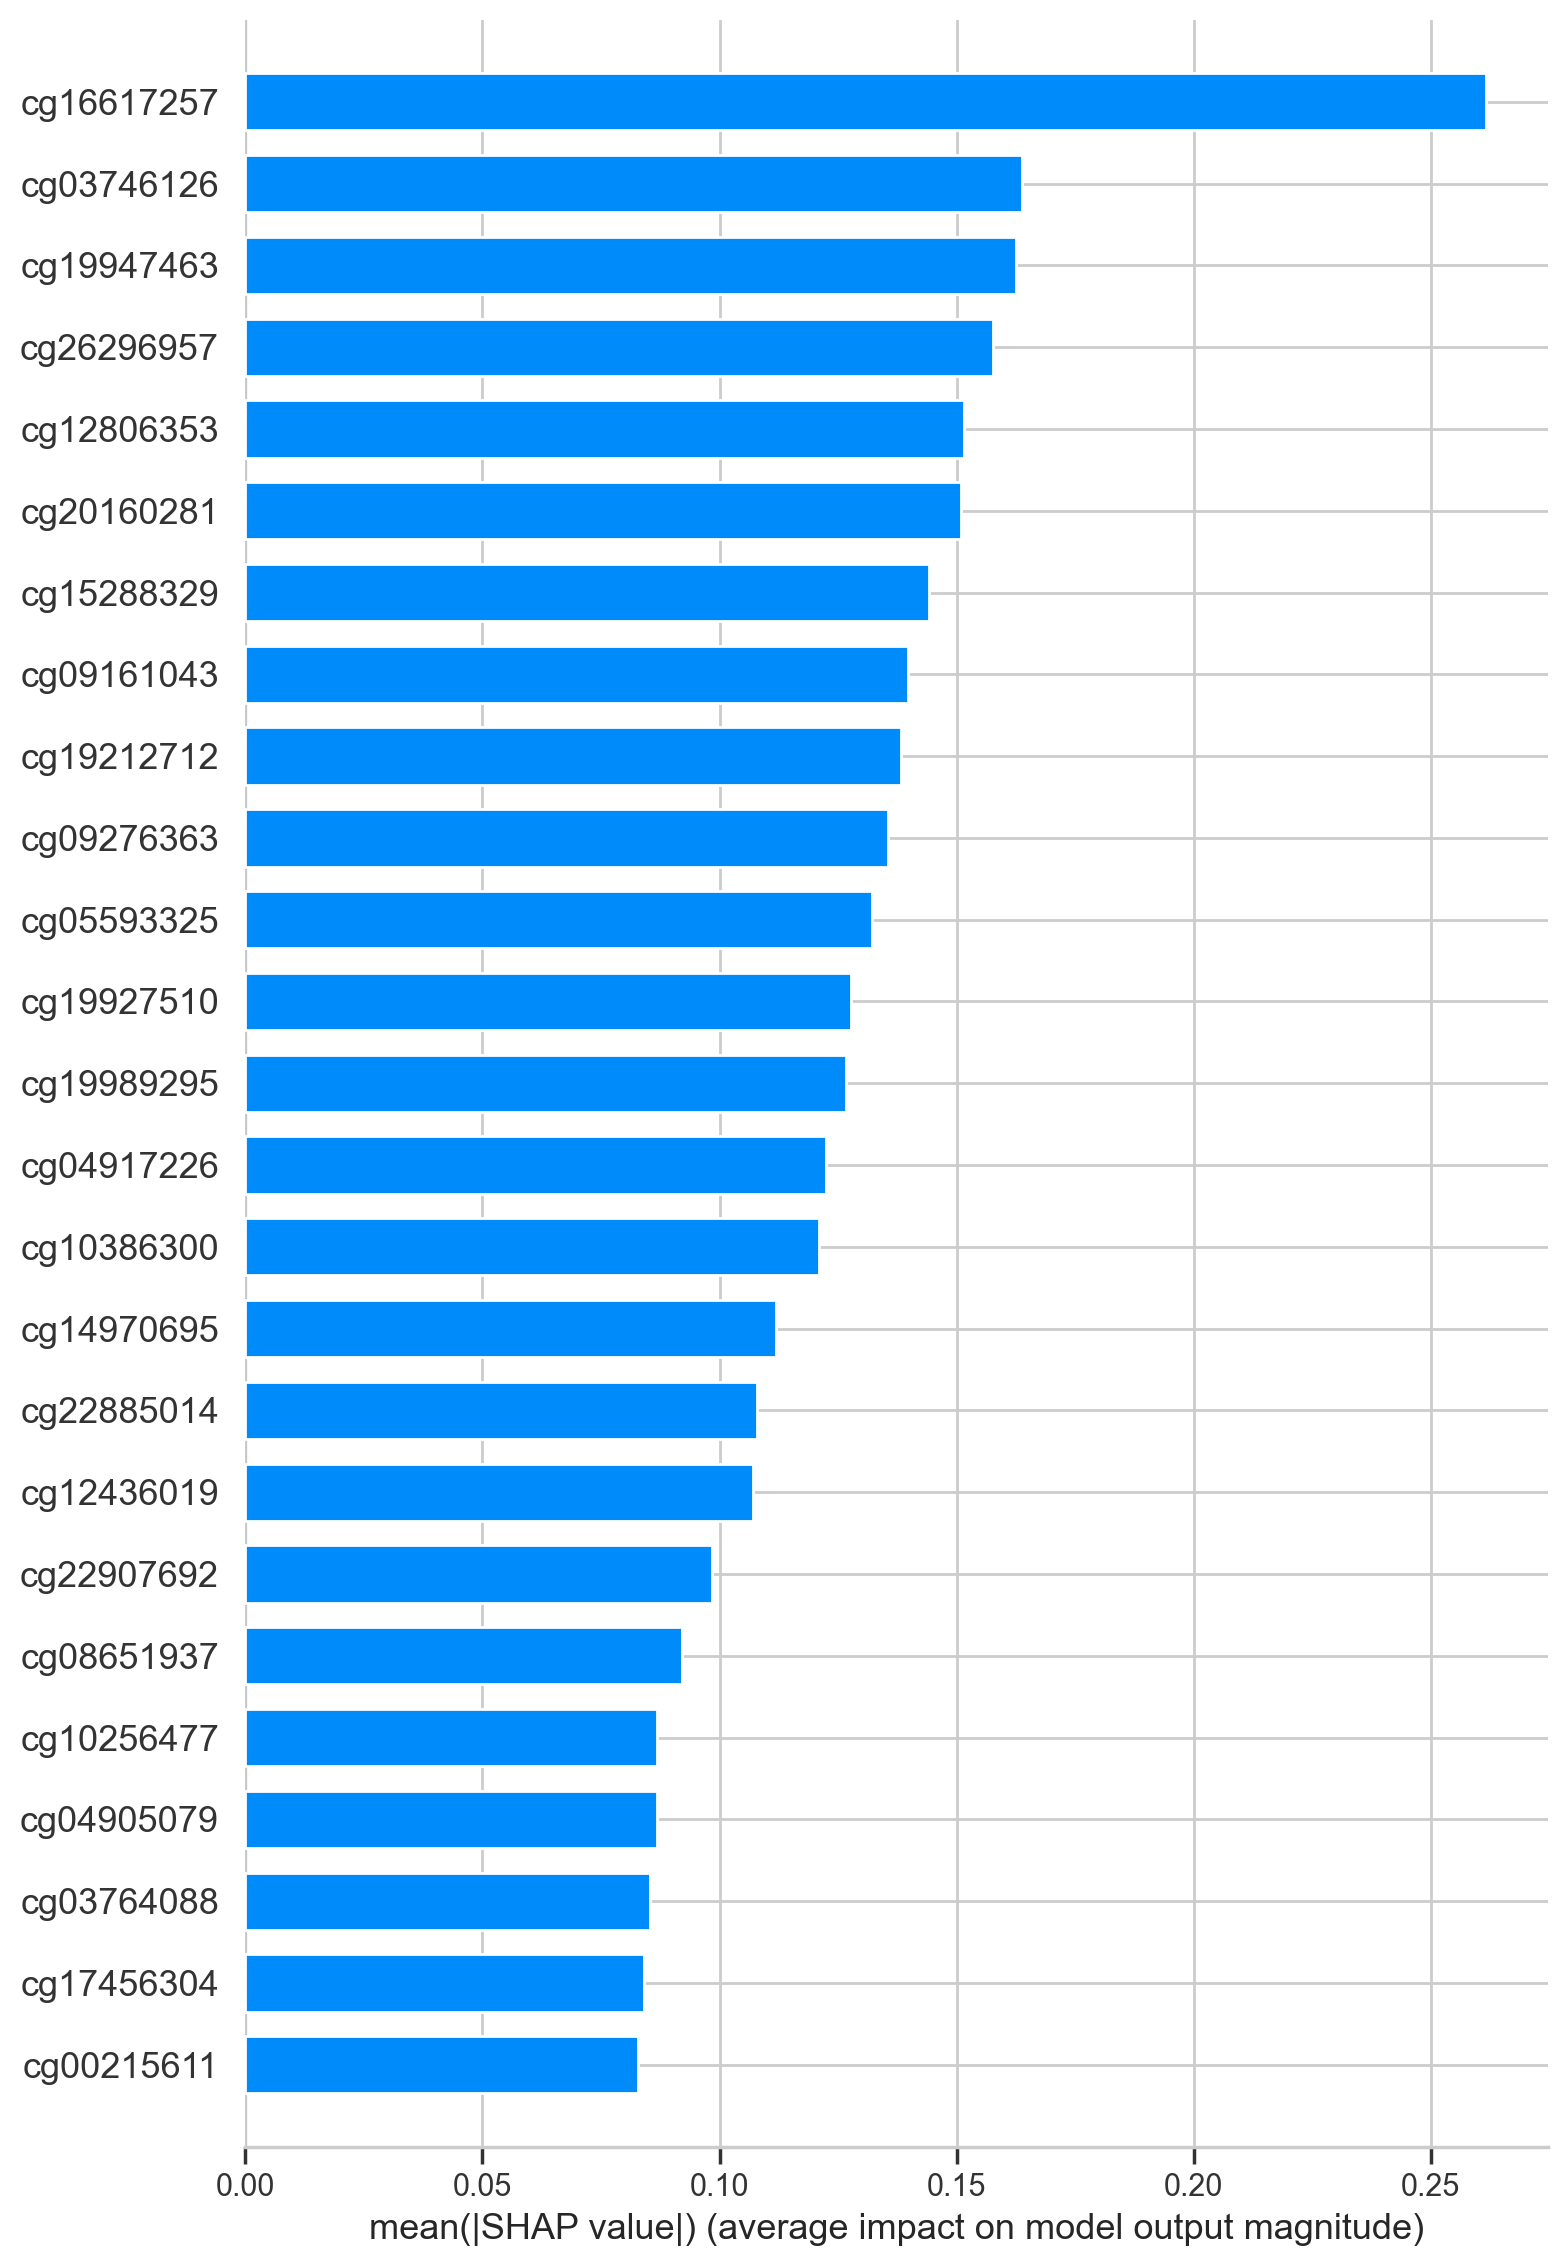 cg16617257
cg03746126
cg19947463
cg26296957
cg12806353
cg20160281
cg15288329
cg09161043
cg19212712
cg09276363
cg05593325
cg19927510
cg19989295
cg04917226
cg10386300
cg14970695
cg22885014
cg12436019
cg22907692
cg08651937
cg10256477
cg04905079
cg03764088
cg17456304
cg00215611
0.00 0.05 0.10 0.15 0.20 0.25
mean(|SHAP value|) (average impact on model output magnitude)